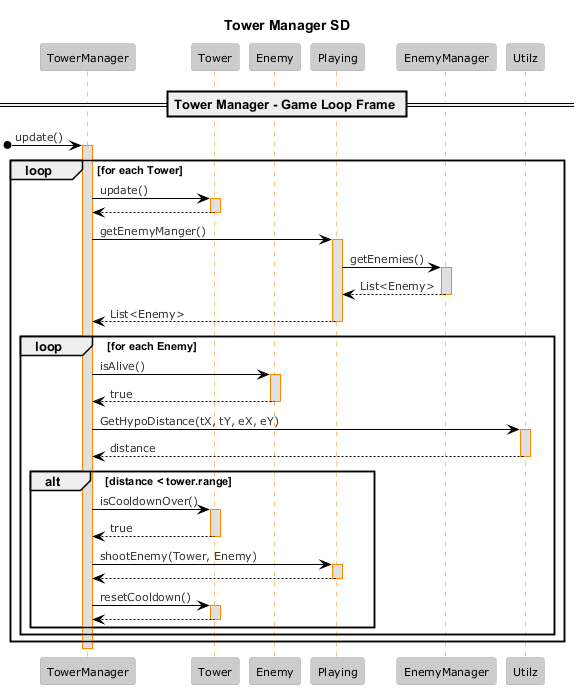 Tower Manager SD
TowerManager Tower Enemy Playing EnemyManager Utilz
Tower Manager - Game Loop Frame
update()
loop [for each Tower]
update()
getEnemyManger()
getEnemies()
List<Enemy>
List<Enemy>
loop [for each Enemy]
isAlive()
true
GetHypoDistance(tX, tY, eX, eY)
distance
alt [distance < tower.range]
isCooldownOver()
true
shootEnemy(Tower, Enemy)
resetCooldown()
TowerManager Tower Enemy Playing EnemyManager Utilz